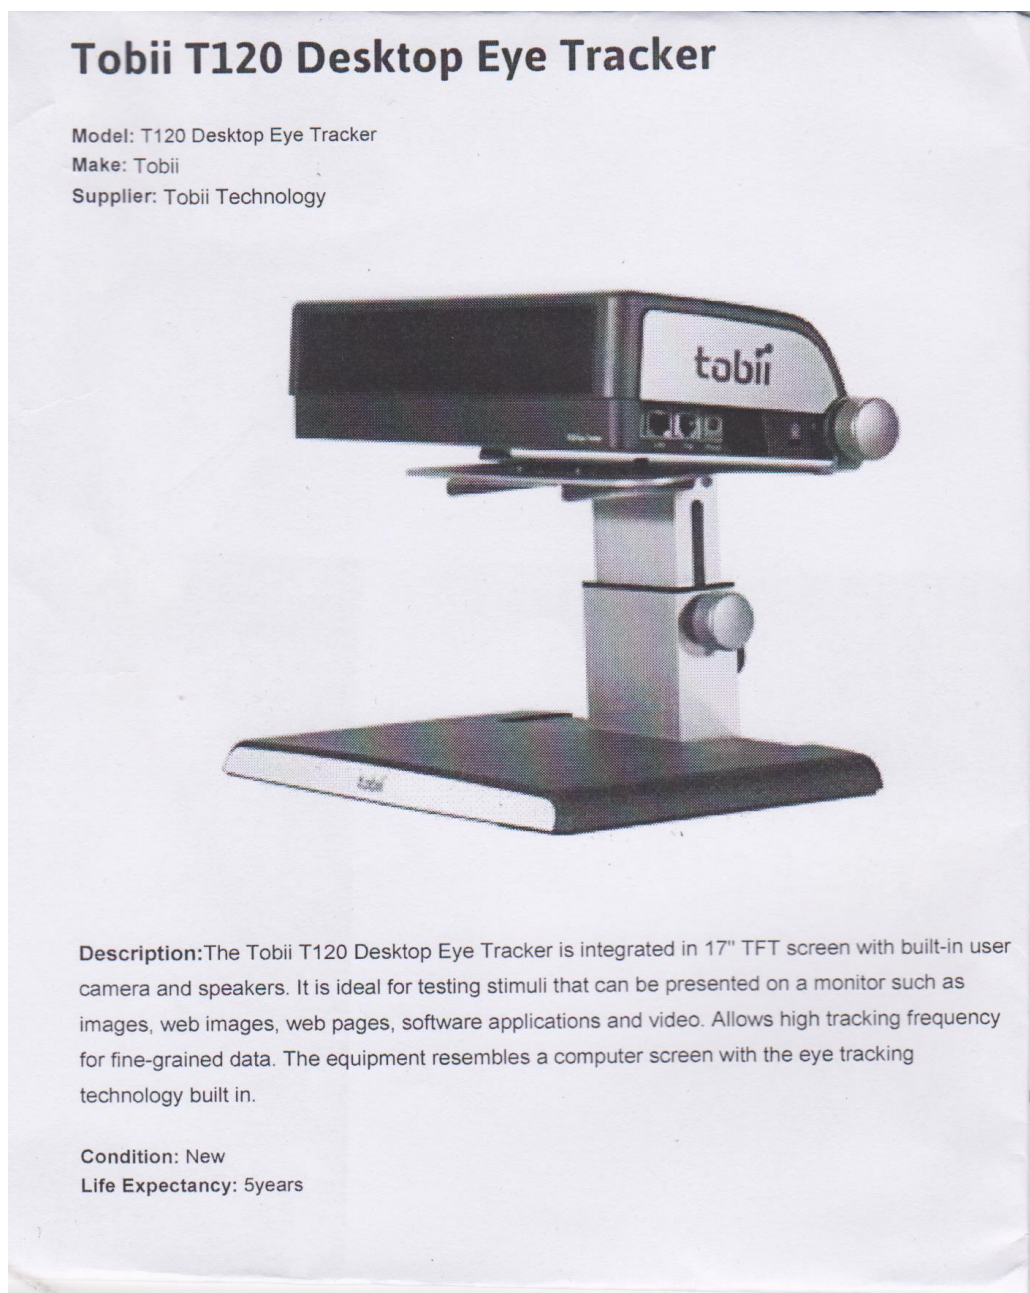 Tobii T120 Desktop Eye Tracker
Model: T120 Desktop Eye Tracker
Make: Tobii
Supplier: Tobii Technology
tobii
tobii
Description:The Tobii T120 Desktop Eye Tracker is integrated in 17" TFT screen with built-in user
camera and speakers. It is ideal for testing stimuli that can be presented on a monitor such as
images, web images, web pages, software applications and video. Allows high tracking frequency
for fine-grained data. The equipment resembles a computer screen with the eye tracking
technology built in.
Condition: New
Life Expectancy: 5years